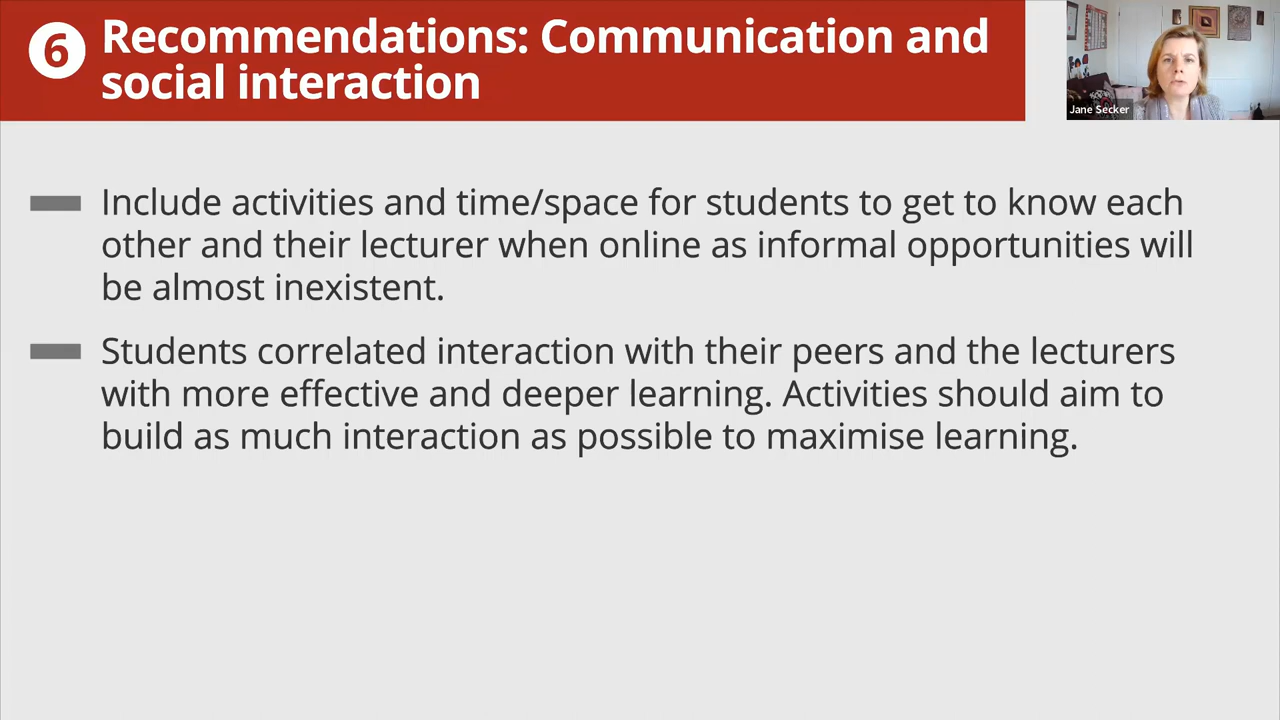 6
Recommendations: Communication and
social interaction
Jane Secker
Include activities and time/space for students to get to know each
other and their lecturer when online as informal opportunities will
be almost inexistent.
Students correlated interaction with their peers and the lecturers
with more effective and deeper learning. Activities should aim to
build as much interaction as possible to maximise learning.